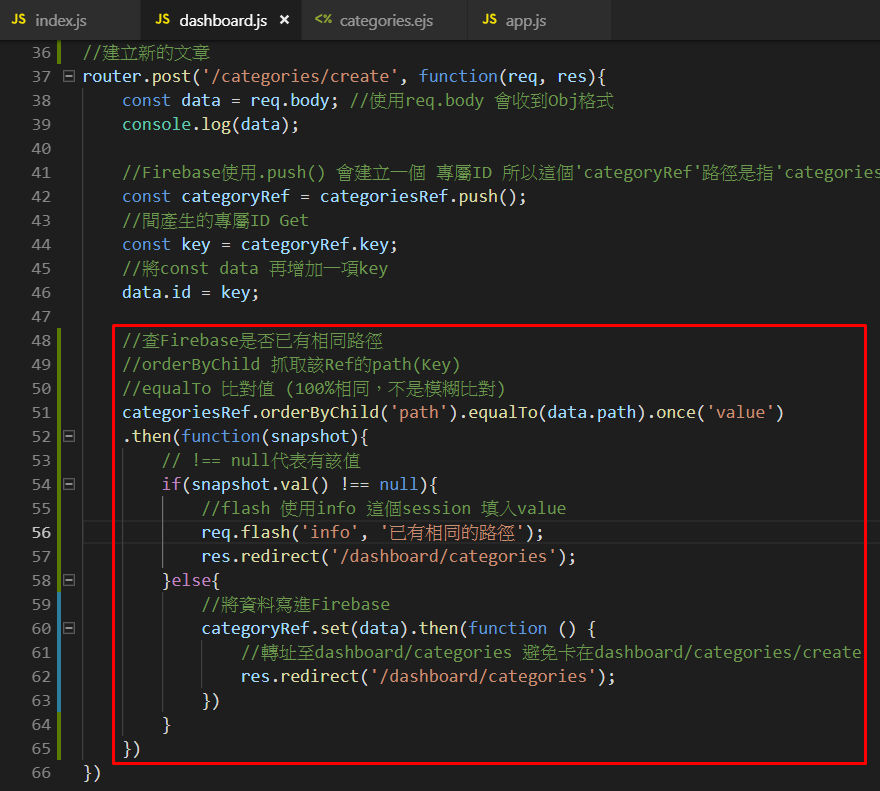 JS index.js JS dashboard.js × <% categories.ejs JS app.js
36 //建立新的文章
37 router.post('/categories/create', function(req, res){
38 const data = req.body; //使用req.body 會收到Obj格式
39 console.log(data);
40
41 //Firebase使用.push() 會建立一個 專屬ID 所以這個'categoryRef'路徑是指'categories
42 const categoryRef = categoriesRef.push();
43 //間產生的專屬ID Get
44 const key = categoryRef.key;
45 //將const data 再增加一項key
46 data.id = key;
47
48 //查Firebase是否已有相同路徑
49 //orderByChild 抓取該Ref的path(Key)
50 //equalTo 比對值 (100%相同，不是模糊比對)
51 categoriesRef.orderByChild('path').equalTo(data.path).once('value')
52 .then(function(snapshot){
53 // !== null代表有該值
54 if(snapshot.val() !== null){
55 //flash 使用info 這個session 填入value
56 req.flash('info', '已有相同的路徑');
57 res.redirect('/dashboard/categories');
58 }else{
59 //將資料寫進Firebase
60 categoryRef.set(data).then(function () {
61 //轉址至dashboard/categories 避免卡在dashboard/categories/create
62 res.redirect('/dashboard/categories');
63 })
64 }
65 })
66 })